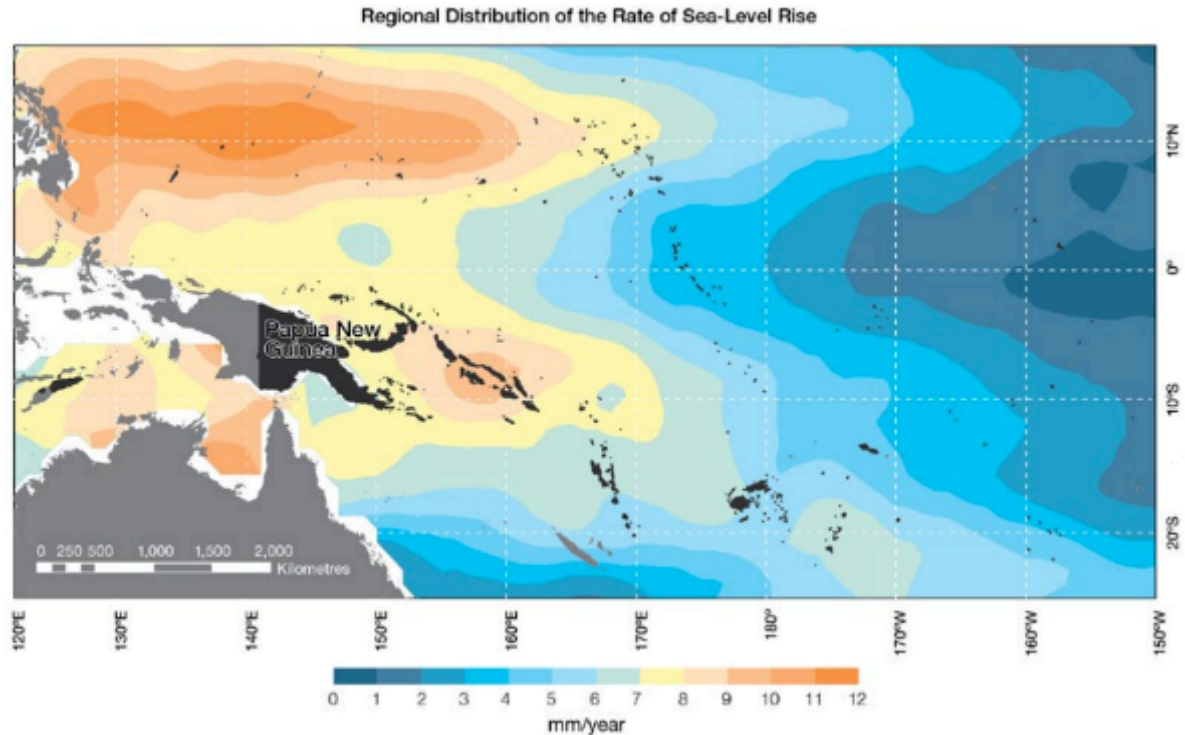 Regional Distribution of the Rate of Sea-Level Rise
10°N
0°
10°S
20°S
Papua New
Guinea
0 250 500 1,000 1,500 2,000
Kilometres
120°E 130°E 140°E 150°E 160°E 170°E 180° 170°W 160°W 150°W
0 1 2 3 4 5 6 7 8 9 10 11 12
mm/year